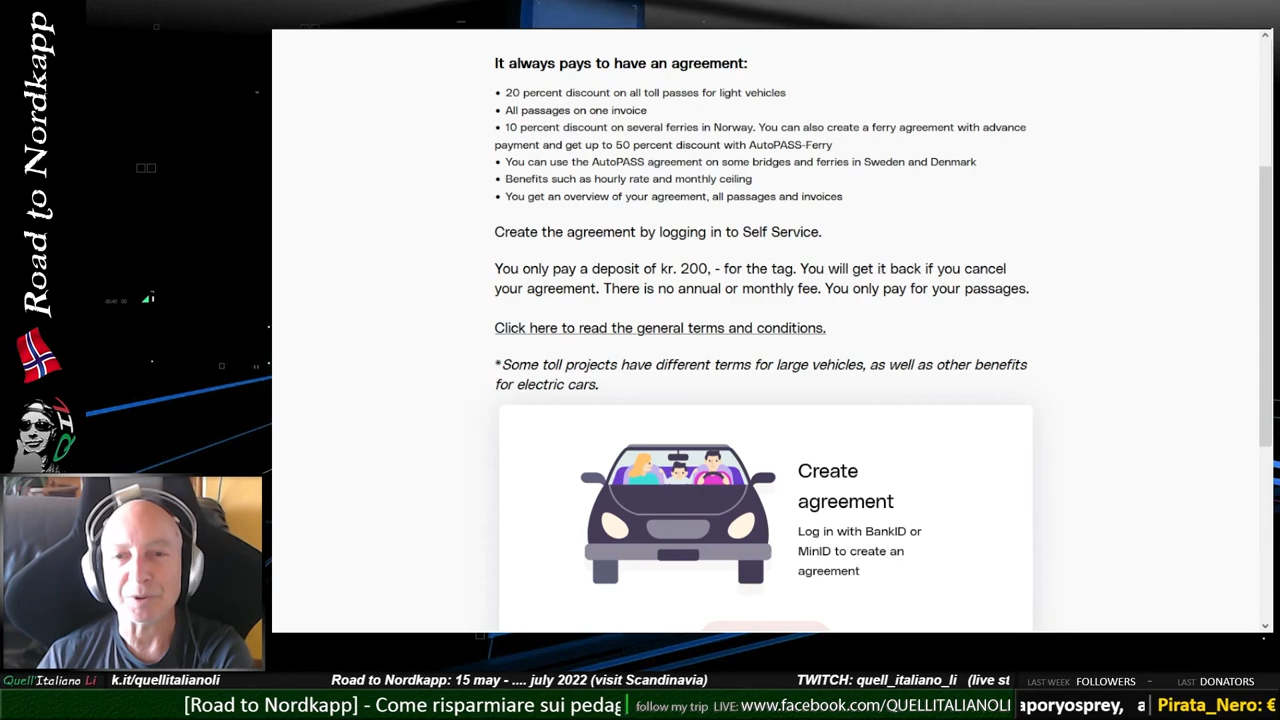 Road to Nordkapp
It always pays to have an agreement:
• 20 percent discount on all toll passes for light vehicles
• All passages on one invoice
• 10 percent discount on several ferries in Norway. You can also create a ferry agreement with advance
payment and get up to 50 percent discount with AutoPASS-Ferry
• You can use the AutoPASS agreement on some bridges and ferries in Sweden and Denmark
• Benefits such as hourly rate and monthly ceiling
• You get an overview of your agreement, all passages and invoices
Create the agreement by logging in to Self Service.
You only pay a deposit of kr. 200, - for the tag. You will get it back if you cancel
your agreement. There is no annual or monthly fee. You only pay for your passages.
Click here to read the general terms and conditions.
*Some toll projects have different terms for large vehicles, as well as other benefits
for electric cars.
Create
agreement
Log in with BankID or
MinID to create an
agreement
QIL
Quell'Italiano Li k.it/quellitalianoli Road to Nordkapp: 15 may - .... july 2022 (visit Scandinavia) TWITCH: quell_italiano_li (live st LAST WEEK FOLLOWERS - LAST DONATORS
[Road to Nordkapp] - Come risparmiare sui pedag follow my trip LIVE: www.facebook.com/QUELLITALIANOLI aporyosprey, a Pirata_Nero: €